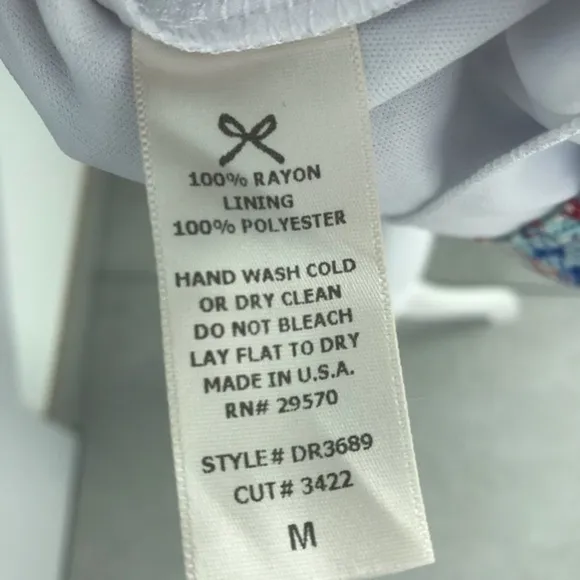 100% RAYON
LINING
100% POLYESTER
HAND WASH COLD
OR DRY CLEAN
DO NOT BLEACH
LAY FLAT TO DRY
MADE IN U.S.A.
RN# 29570
STYLE# DR3689
CUT# 3422
M